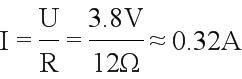 I = U/R = 3.8V/12Ω ≈ 0.32A